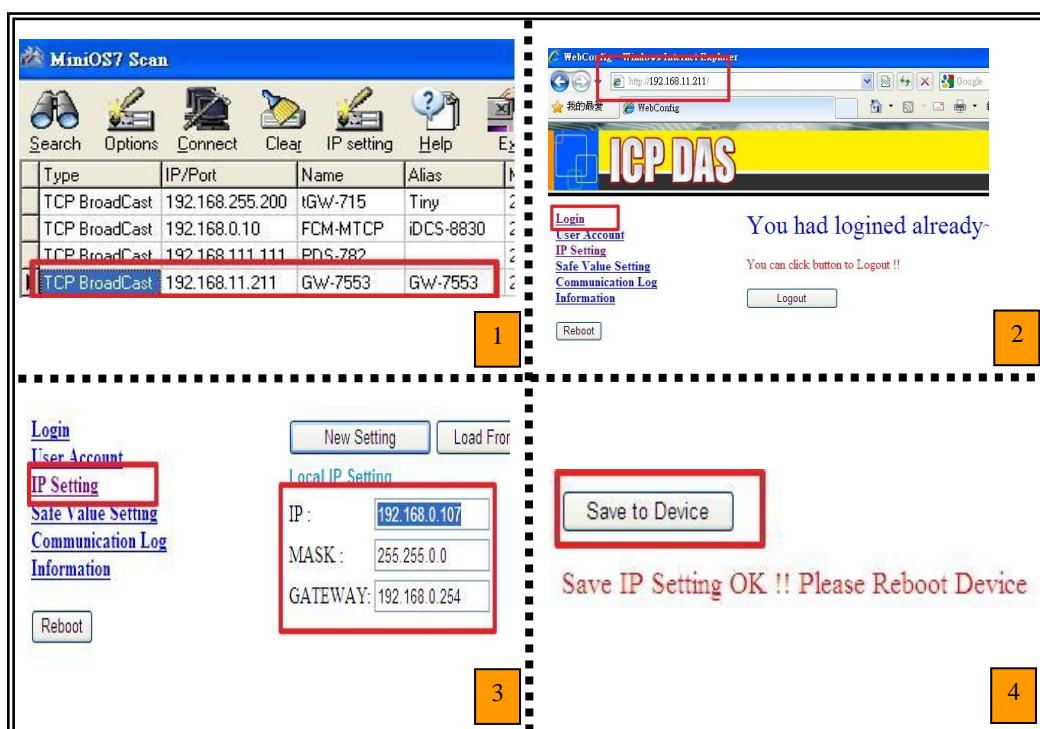 MiniOS7 Scan
Search Options Connect Clear IP setting Help
Type IP/Port Name Alias
TCP BroadCast 192.168.255.200 tGW-715 Tiny
TCP BroadCast 192.168.0.10 FCM-MTCP iDCS-8830
TCP BroadCast 192.168.111.111 PDS-782
TCP BroadCast 192.168.11.211 GW-7553 GW-7553
1
WebConfig - Windows Internet Explorer
http://192.168.11.211/ Google
我的最愛 WebConfig
ICP DAS
Login
User Account
IP Setting
Safe Value Setting
Communication Log
Information
Reboot
You had logined already~
You can click button to Logout !!
Logout
2
Login
User Account
IP Setting
Safe Value Setting
Communication Log
Information
Reboot
New Setting Load From
Local IP Setting
IP : 192.168.0.107
MASK : 255.255.0.0
GATEWAY: 192.168.0.254
3
Save to Device
Save IP Setting OK !! Please Reboot Device
4